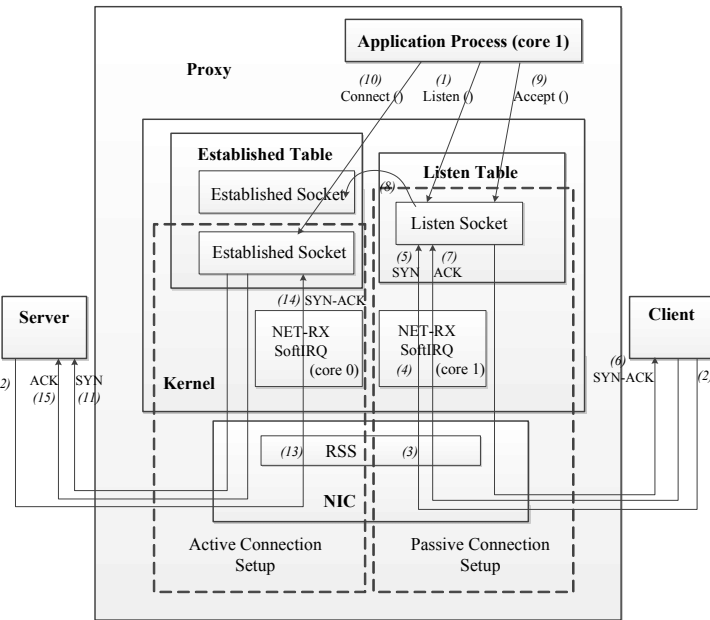 Application Process (core 1)
Proxy
(10)
Connect ()
(1)
Listen ()
(9)
Accept ()
Established Table
Listen Table
Established Socket
(8)
Listen Socket
Established Socket
(5)
SYN
(7)
ACK
(14) SYN-ACK
Server
Client
NET-RX
SoftIRQ
(core 0)
NET-RX
SoftIRQ
(4)
(core 1)
Kernel
2)
ACK
(15)
SYN
(11)
(6)
SYN-ACK
(2)
(13)
RSS
(3)
NIC
Active Connection
Setup
Passive Connection
Setup